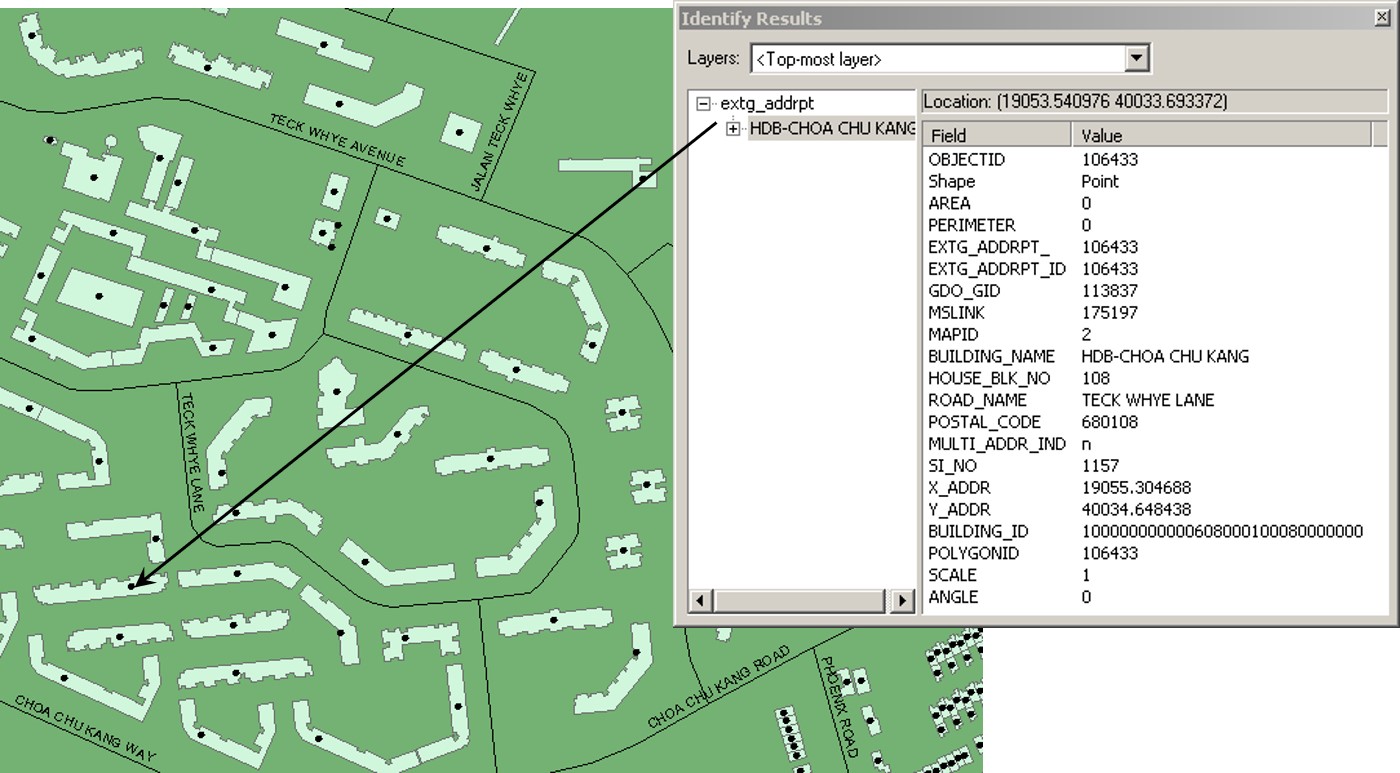 Identify Results
Layers: <Top-most layer>
extg_addrpt
HDB-CHOA CHU KANG
Location: (19053.540976 40033.693372)
Field Value
OBJECTID 106433
Shape Point
AREA 0
PERIMETER 0
EXTG_ADDRPT_ 106433
EXTG_ADDRPT_ID 106433
GDO_GID 113837
MSLINK 175197
MAPID 2
BUILDING_NAME HDB-CHOA CHU KANG
HOUSE_BLK_NO 108
ROAD_NAME TECK WHYE LANE
POSTAL_CODE 680108
MULTI_ADDR_IND n
SI_NO 1157
X_ADDR 19055.304688
Y_ADDR 40034.648438
BUILDING_ID 100000000000608000100080000000
POLYGONID 106433
SCALE 1
ANGLE 0
TECK WHYE AVENUE
JALAN TECK WHYE
TECK WHYE LANE
CHOA CHU KANG WAY
CHOA CHU KANG ROAD
PHOENIX ROAD